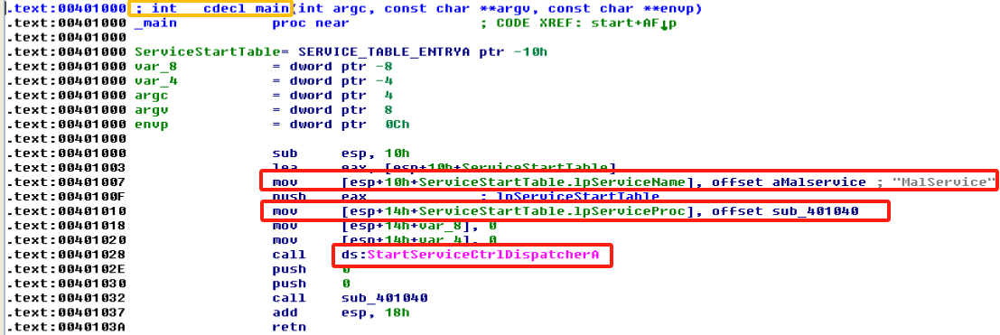 .text:00401000 ; int __cdecl main(int argc, const char **argv, const char **envp)
.text:00401000 _main proc near ; CODE XREF: start+AF↓p
.text:00401000
.text:00401000 ServiceStartTable= SERVICE_TABLE_ENTRYA ptr -10h
.text:00401000 var_8 = dword ptr -8
.text:00401000 var_4 = dword ptr -4
.text:00401000 argc = dword ptr 4
.text:00401000 argv = dword ptr 8
.text:00401000 envp = dword ptr 0Ch
.text:00401000
.text:00401000 sub esp, 10h
.text:00401003 lea eax, [esp+10h+ServiceStartTable]
.text:00401007 mov [esp+10h+ServiceStartTable.lpServiceName], offset aMalservice ; "MalService"
.text:0040100F push eax ; lpServiceStartTable
.text:00401010 mov [esp+14h+ServiceStartTable.lpServiceProc], offset sub_401040
.text:00401018 mov [esp+14h+var_8], 0
.text:00401020 mov [esp+14h+var_4], 0
.text:00401028 call ds:StartServiceCtrlDispatcherA
.text:0040102E push 0
.text:00401030 push 0
.text:00401032 call sub_401040
.text:00401037 add esp, 18h
.text:0040103A retn